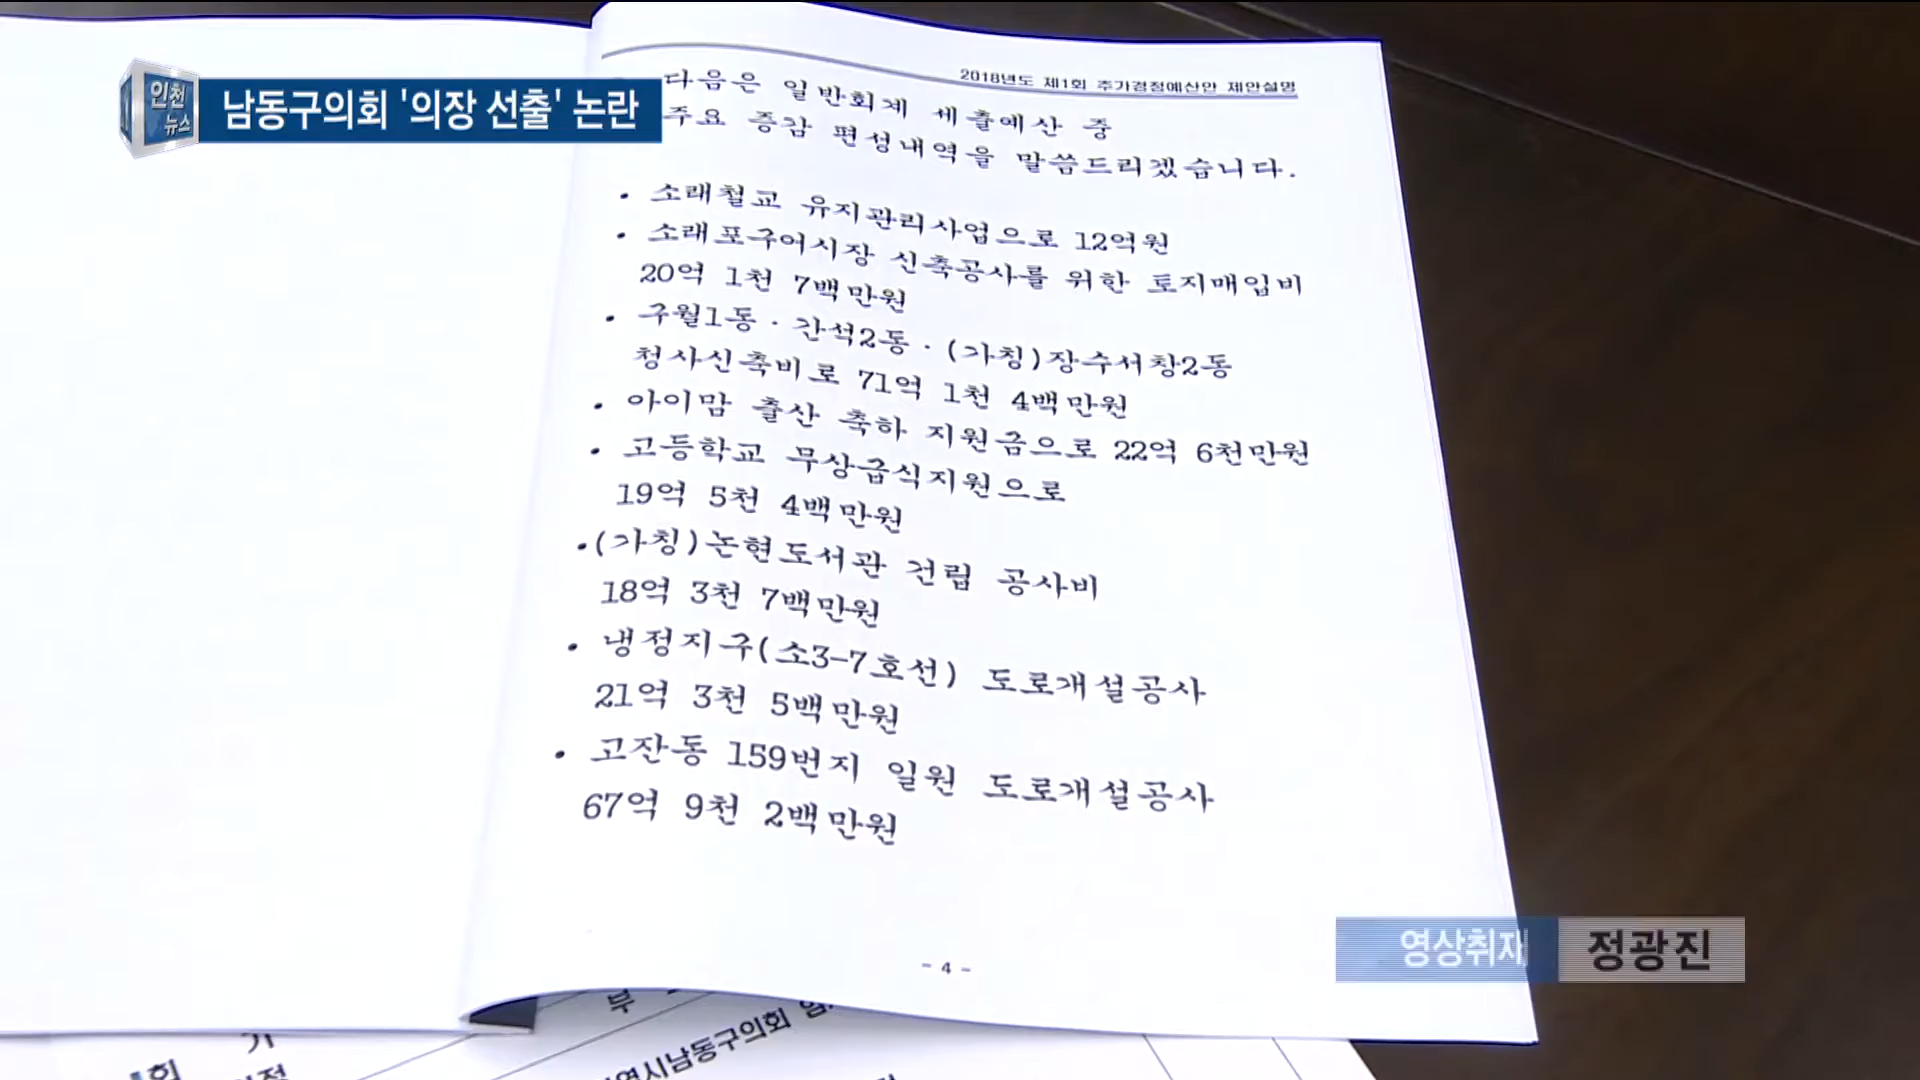 인천
뉴스
남동구의회 '의장 선출' 논란
2018년도 제1회 추가경정예산안 제안설명
다음은 일반회계 세출예산 중
주요 증감 편성내역을 말씀드리겠습니다.
• 소래철교 유지관리사업으로 12억원
• 소래포구어시장 신축공사를 위한 토지매입비
20억 1천 7백만원
• 구월1동·간석2동·(가칭)장수서창2동
청사신축비로 71억 1천 4백만원
• 아이맘 출산 축하 지원금으로 22억 6천만원
• 고등학교 무상급식지원으로
19억 5천 4백만원
•(가칭)논현도서관 건립 공사비
18억 3천 7백만원
• 냉정지구(소3-7호선) 도로개설공사
21억 3천 5백만원
• 고잔동 159번지 일원 도로개설공사
67억 9천 2백만원
- 4 -
영상취재 정광진
부
역시남동구의회